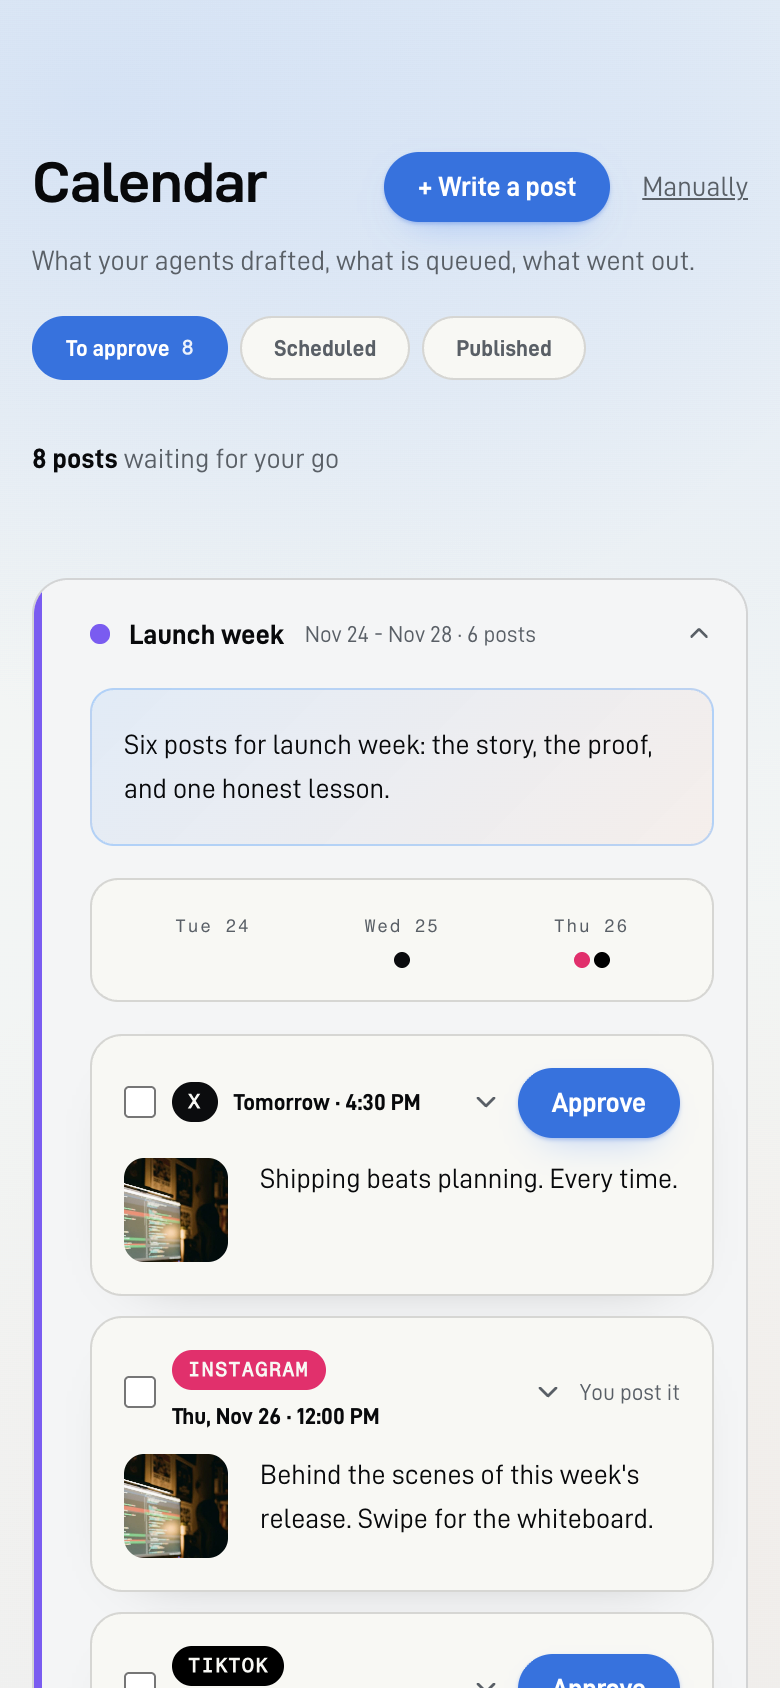 Calendar
+ Write a post
Manually
What your agents drafted, what is queued, what went out.
To approve 8
Scheduled
Published
8 posts waiting for your go
Launch week
Nov 24 - Nov 28 · 6 posts
Six posts for launch week: the story, the proof,
and one honest lesson.
Tue 24
Wed 25
Thu 26
X
Tomorrow · 4:30 PM
Approve
Shipping beats planning. Every time.
INSTAGRAM
Thu, Nov 26 · 12:00 PM
You post it
Behind the scenes of this week's
release. Swipe for the whiteboard.
TIKTOK
Approve